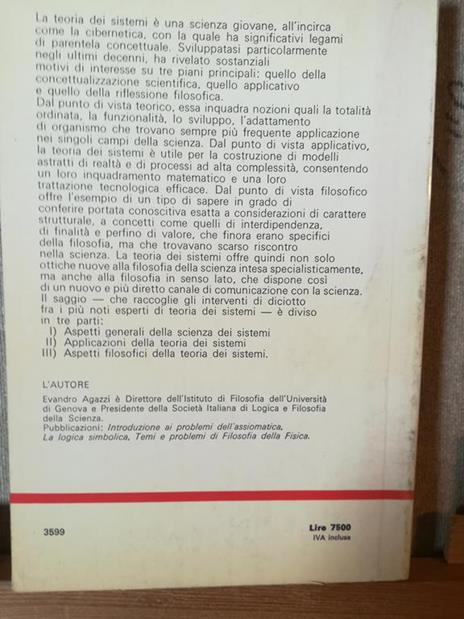 La teoria dei sistemi è una scienza giovane, all'incirca
come la cibernetica, con la quale ha significativi legami
di parentela concettuale. Sviluppatasi particolarmente
negli ultimi decenni, ha rivelato sostanziali
motivi di interesse su tre piani principali: quello della
concettualizzazione scientifica, quello applicativo
e quello della riflessione filosofica.
Dal punto di vista teorico, essa inquadra nozioni quali la totalità
ordinata, la funzionalità, lo sviluppo, l'adattamento
di organismo che trovano sempre più frequente applicazione
nei singoli campi della scienza. Dal punto di vista applicativo,
la teoria dei sistemi è utile per la costruzione di modelli
astratti di realtà e di processi ad alta complessità, consentendo
un loro inquadramento matematico e una loro
trattazione tecnologica efficace. Dal punto di vista filosofico
offre l'esempio di un tipo di sapere in grado di
conferire portata conoscitiva esatta a considerazioni di carattere
strutturale, a concetti come quelli di interdipendenza,
di finalità e perfino di valore, che finora erano specifici
della filosofia, ma che trovavano scarso riscontro
nella scienza. La teoria dei sistemi offre quindi non solo
ottiche nuove alla filosofia della scienza intesa specialisticamente,
ma anche alla filosofia in senso lato, che dispone così
di un nuovo e più diretto canale di comunicazione con la scienza.
Il saggio — che raccoglie gli interventi di diciotto
fra i più noti esperti di teoria dei sistemi — è diviso
in tre parti:
I) Aspetti generali della scienza dei sistemi
II) Applicazioni della teoria dei sistemi
III) Aspetti filosofici della teoria dei sistemi.
L'AUTORE
Evandro Agazzi è Direttore dell'Istituto di Filosofia dell'Università
di Genova e Presidente della Società Italiana di Logica e Filosofia
della Scienza.
Pubblicazioni: Introduzione ai problemi dell'assiomatica,
La logica simbolica, Temi e problemi di Filosofia della Fisica.
3599
Lire 7500
IVA inclusa